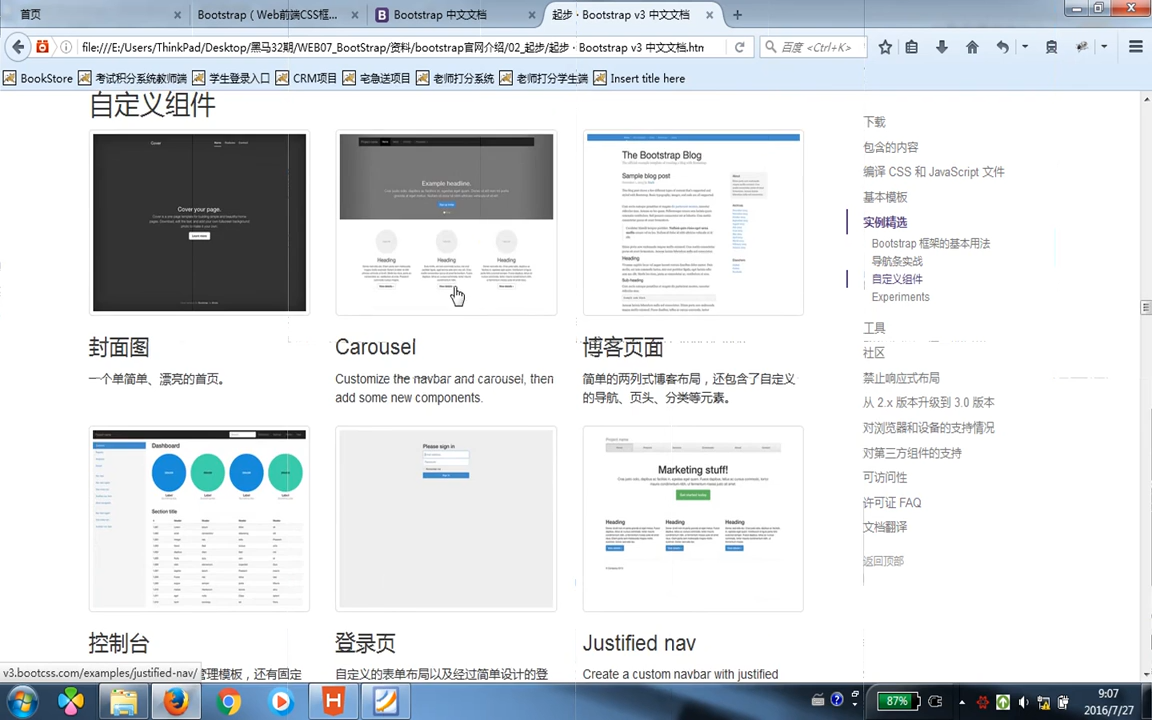 首页
Bootstrap（Web前端CSS框...
Bootstrap 中文文档
起步 · Bootstrap v3 中文文档
file:///E:/Users/ThinkPad/Desktop/黑马32期/WEB07_BootStrap/资料/bootstrap官网介绍/02_起步/起步 · Bootstrap v3 中文文档.htm
百度 <Ctrl+K>
BookStore
考试积分系统教师端
学生登录入口
CRM项目
宅急送项目
老师打分系统
老师打分学生端
Insert title here
自定义组件
Cover your page.
Example headline.
Heading
Heading
Heading
The Bootstrap Blog
Sample blog post
Heading
Sub-heading
封面图
一个单简单、漂亮的首页。
Carousel
Customize the navbar and carousel, then
add some new components.
博客页面
简单的两列式博客布局，还包含了自定义
的导航、页头、分类等元素。
Dashboard
Section title
Please sign in
Project name
Marketing stuff!
Heading
Heading
Heading
控制台
管理模板，还有固定
登录页
自定义的表单布局以及经过简单设计的登
Justified nav
Create a custom navbar with justified
下载
包含的内容
编译 CSS 和 JavaScript 文件
基本模板
实例精选
Bootstrap 框架的基本用法
导航条实战
自定义组件
Experiments
工具
社区
禁止响应式布局
从 2.x 版本升级到 3.0 版本
对浏览器和设备的支持情况
对第三方组件的支持
可访问性
许可证 FAQ
文档翻译
返回顶部
v3.bootcss.com/examples/justified-nav/
87%
9:07
2016/7/27